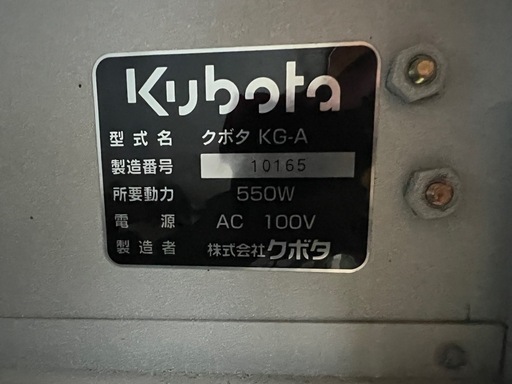 Kubota
型式名 クボタ KG-A
製造番号 10165
所要動力 550W
電源 AC 100V
製造者 株式会社クボタ